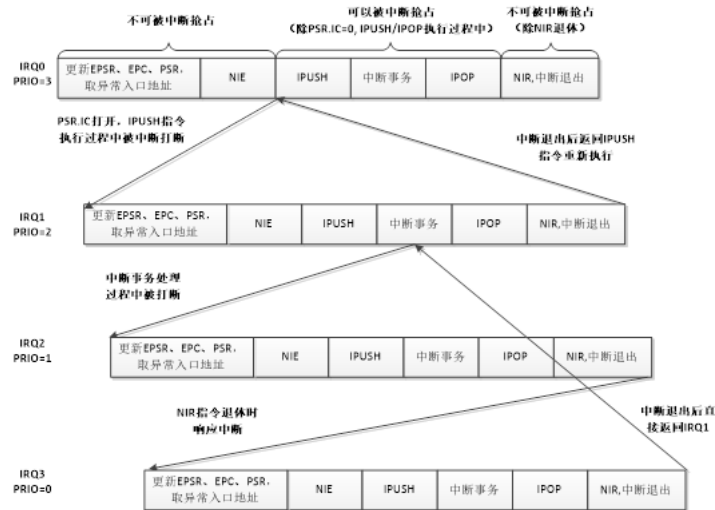 不可被中断抢占
可以被中断抢占
(除PSR.IC=0, IPUSH/IPOP执行过程中)
不可被中断抢占
(除NIR退休)
IRQ0
PRIO=3
更新EPSR、EPC、PSR,
取异常入口地址
NIE
IPUSH
中断事务
IPOP
NIR,中断退出
PSR.IC打开，IPUSH指令
执行过程中被中断打断
中断退出后返回IPUSH
指令重新执行
IRQ1
PRIO=2
更新EPSR、EPC、PSR,
取异常入口地址
NIE
IPUSH
中断事务
IPOP
NIR,中断退出
中断事务处理
过程中被打断
IRQ2
PRIO=1
更新EPSR、EPC、PSR,
取异常入口地址
NIE
IPUSH
中断事务
IPOP
NIR,中断退出
NIR指令退休时
响应中断
中断退出后直
接返回IRQ1
IRQ3
PRIO=0
更新EPSR、EPC、PSR,
取异常入口地址
NIE
IPUSH
中断事务
IPOP
NIR,中断退出